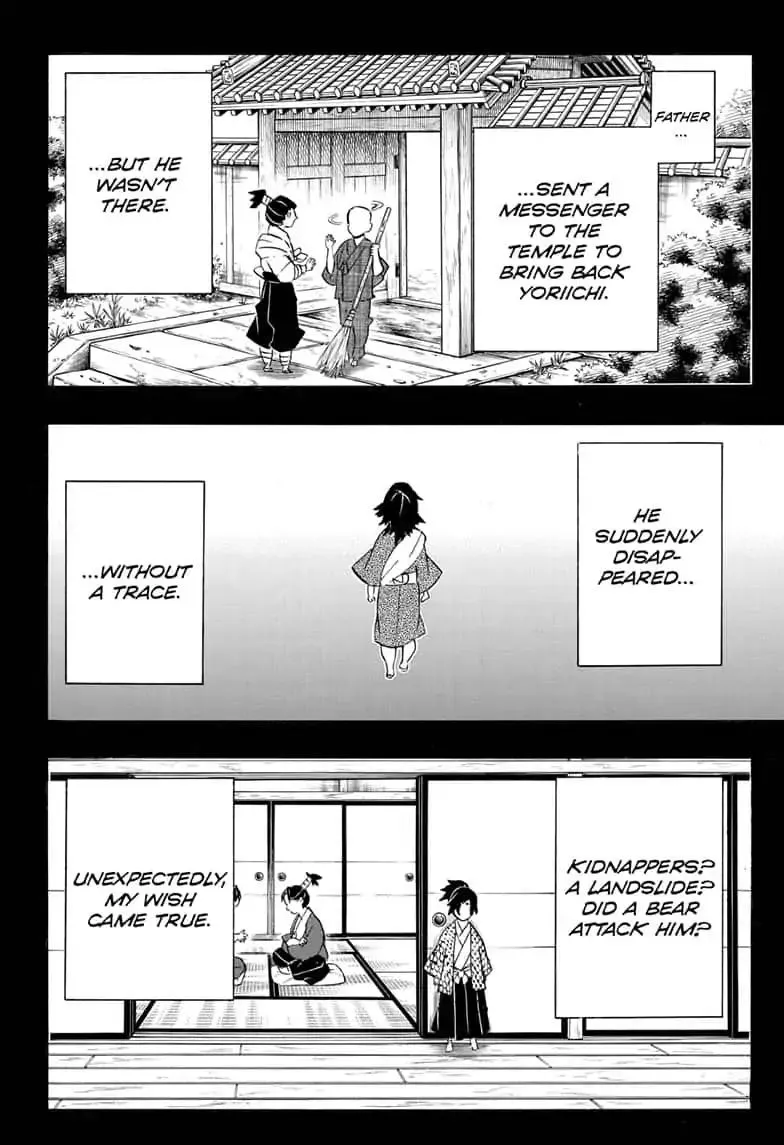 FATHER
...
...SENT A
MESSENGER
TO THE
TEMPLE TO
BRING BACK
YORIICHI.
...BUT HE
WASN'T
THERE.
HE
SUDDENLY
DISAP-
PEARED...
...WITHOUT
A TRACE.
KIDNAPPERS?
A LANDSLIDE?
DID A BEAR
ATTACK HIM?
UNEXPECTEDLY,
MY WISH
CAME TRUE.